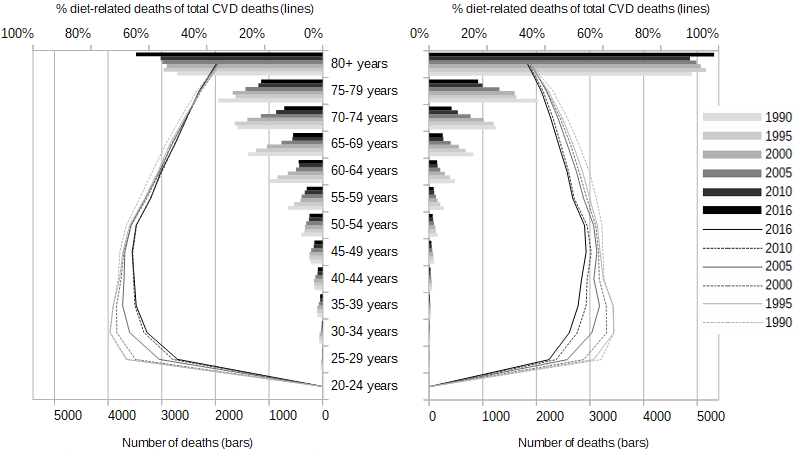 % diet-related deaths of total CVD deaths (lines)
% diet-related deaths of total CVD deaths (lines)
100% 80% 60% 40% 20% 0%
0% 20% 40% 60% 80% 100%
80+ years
75-79 years
70-74 years
65-69 years
60-64 years
55-59 years
50-54 years
45-49 years
40-44 years
35-39 years
30-34 years
25-29 years
20-24 years
1990
1995
2000
2005
2010
2016
2016
2010
2005
2000
1995
1990
5000 4000 3000 2000 1000 0
0 1000 2000 3000 4000 5000
Number of deaths (bars)
Number of deaths (bars)